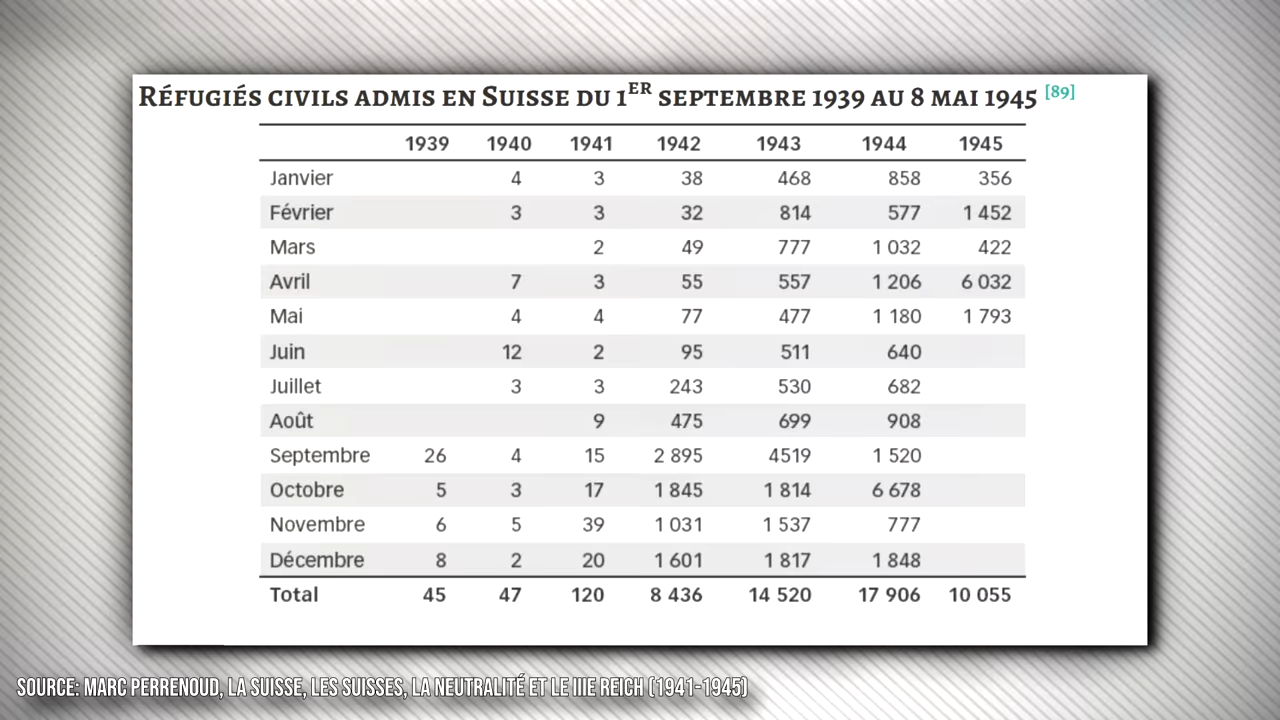 RÉFUGIÉS CIVILS ADMIS EN SUISSE DU 1ER SEPTEMBRE 1939 AU 8 MAI 1945 [89]
1939 1940 1941 1942 1943 1944 1945
Janvier 4 3 38 468 858 356
Février 3 3 32 814 577 1 452
Mars 2 49 777 1 032 422
Avril 7 3 55 557 1 206 6 032
Mai 4 4 77 477 1 180 1 793
Juin 12 2 95 511 640
Juillet 3 3 243 530 682
Août 9 475 699 908
Septembre 26 4 15 2 895 4519 1 520
Octobre 5 3 17 1 845 1 814 6 678
Novembre 6 5 39 1 031 1 537 777
Décembre 8 2 20 1 601 1 817 1 848
Total 45 47 120 8 436 14 520 17 906 10 055
SOURCE: MARC PERRENOUD, LA SUISSE, LES SUISSES, LA NEUTRALITÉ ET LE IIIE REICH (1941-1945)